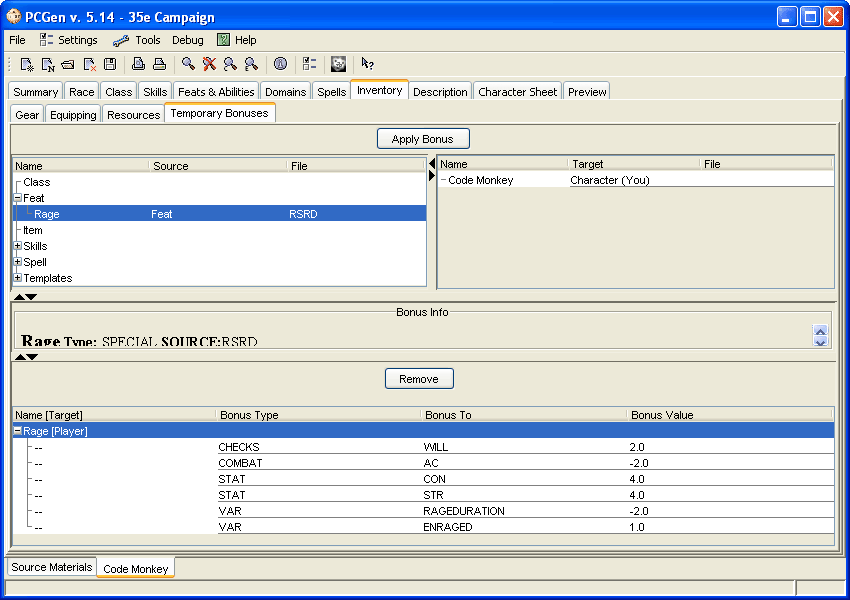 PCGen v. 5.14 - 35e Campaign
File Settings Tools Debug Help
Summary Race Class Skills Feats & Abilities Domains Spells Inventory Description Character Sheet Preview
Gear Equipping Resources Temporary Bonuses
Apply Bonus
Name Source File
Class
Feat
Rage Feat RSRD
Item
Skills
Spell
Templates
Name Target File
Code Monkey Character (You)
Bonus Info
Rage Type: SPECIAL SOURCE:RSRD
Remove
Name [Target] Bonus Type Bonus To Bonus Value
Rage [Player]
-- CHECKS WILL 2.0
-- COMBAT AC -2.0
-- STAT CON 4.0
-- STAT STR 4.0
-- VAR RAGEDURATION -2.0
-- VAR ENRAGED 1.0
Source Materials Code Monkey